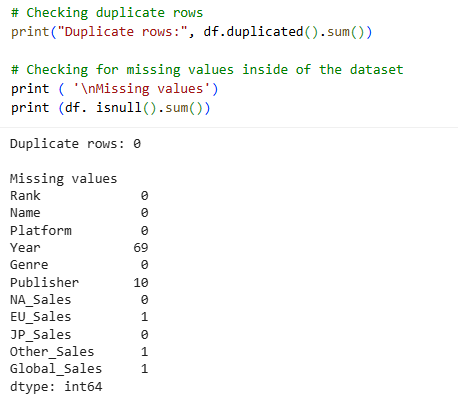 # Checking duplicate rows
print("Duplicate rows:", df.duplicated().sum())
# Checking for missing values inside of the dataset
print ( '\nMissing values')
print (df. isnull().sum())
Duplicate rows: 0
Missing values
Rank 0
Name 0
Platform 0
Year 69
Genre 0
Publisher 10
NA_Sales 0
EU_Sales 1
JP_Sales 0
Other_Sales 1
Global_Sales 1
dtype: int64